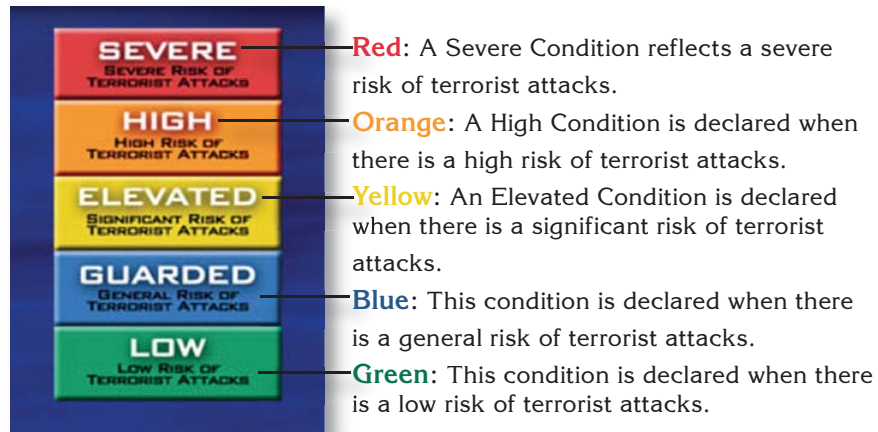 SEVERE
SEVERE RISK OF
TERRORIST ATTACKS
HIGH
HIGH RISK OF
TERRORIST ATTACKS
ELEVATED
SIGNIFICANT RISK OF
TERRORIST ATTACKS
GUARDED
GENERAL RISK OF
TERRORIST ATTACKS
LOW
LOW RISK OF
TERRORIST ATTACKS
Red: A Severe Condition reflects a severe
risk of terrorist attacks.
Orange: A High Condition is declared when
there is a high risk of terrorist attacks.
Yellow: An Elevated Condition is declared
when there is a significant risk of terrorist
attacks.
Blue: This condition is declared when there
is a general risk of terrorist attacks.
Green: This condition is declared when there
is a low risk of terrorist attacks.